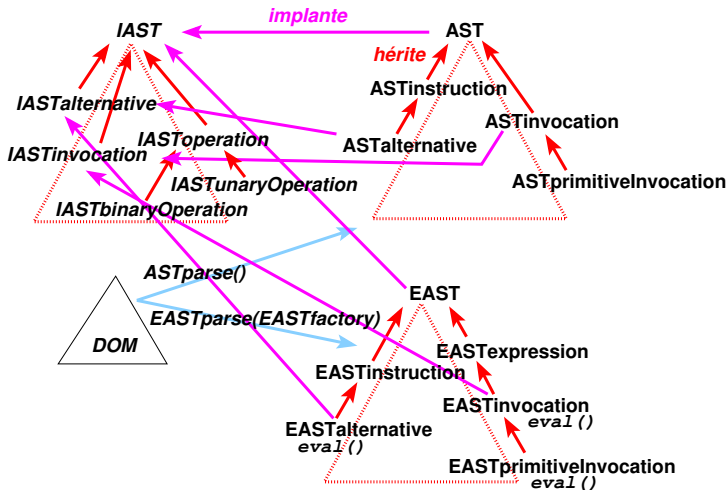 implante
IAST
AST
hérite
ASTinstruction
IASTalternative
ASTinvocation
IASToperation
ASTalternative
IASTinvocation
ASTprimitiveInvocation
IASTunaryOperation
IASTbinaryOperation
ASTparse()
EAST
EASTparse(EASTfactory)
DOM
EASTexpression
EASTinstruction
EASTinvocation
eval()
EASTalternative
eval()
EASTprimitiveInvocation
eval()